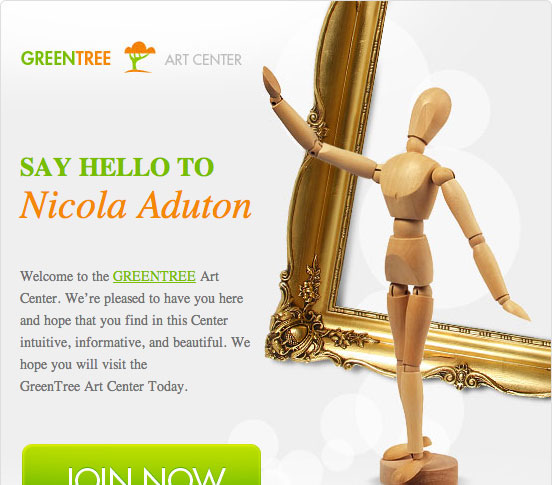 GREENTREE ART CENTER
SAY HELLO TO
Nicola Aduton
Welcome to the GREENTREE Art
Center. We’re pleased to have you here
and hope that you find in this Center
intuitive, informative, and beautiful. We
hope you will visit the
GreenTree Art Center Today.
JOIN NOW